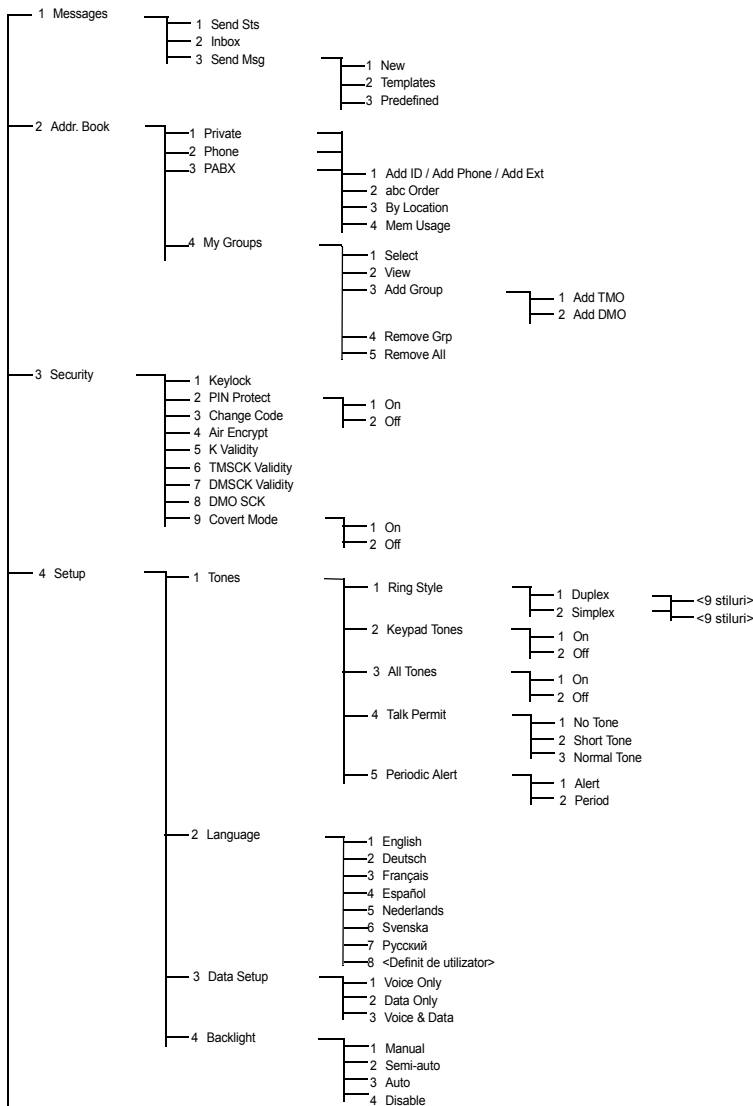 1 Messages
1 Send Sts
2 Inbox
3 Send Msg
1 New
2 Templates
3 Predefined
2 Addr. Book
1 Private
2 Phone
3 PABX
1 Add ID / Add Phone / Add Ext
2 abc Order
3 By Location
4 Mem Usage
4 My Groups
1 Select
2 View
3 Add Group
1 Add TMO
2 Add DMO
4 Remove Grp
5 Remove All
3 Security
1 Keylock
2 PIN Protect
1 On
2 Off
3 Change Code
4 Air Encrypt
5 K Validity
6 TMSCK Validity
7 DMSCK Validity
8 DMO SCK
9 Covert Mode
1 On
2 Off
4 Setup
1 Tones
1 Ring Style
1 Duplex
<9 stiluri>
2 Simplex
<9 stiluri>
2 Keypad Tones
1 On
2 Off
3 All Tones
1 On
2 Off
4 Talk Permit
1 No Tone
2 Short Tone
3 Normal Tone
5 Periodic Alert
1 Alert
2 Period
2 Language
1 English
2 Deutsch
3 Français
4 Español
5 Nederlands
6 Svenska
7 Русский
8 <Definit de utilizator>
3 Data Setup
1 Voice Only
2 Data Only
3 Voice & Data
4 Backlight
1 Manual
2 Semi-auto
3 Auto
4 Disable